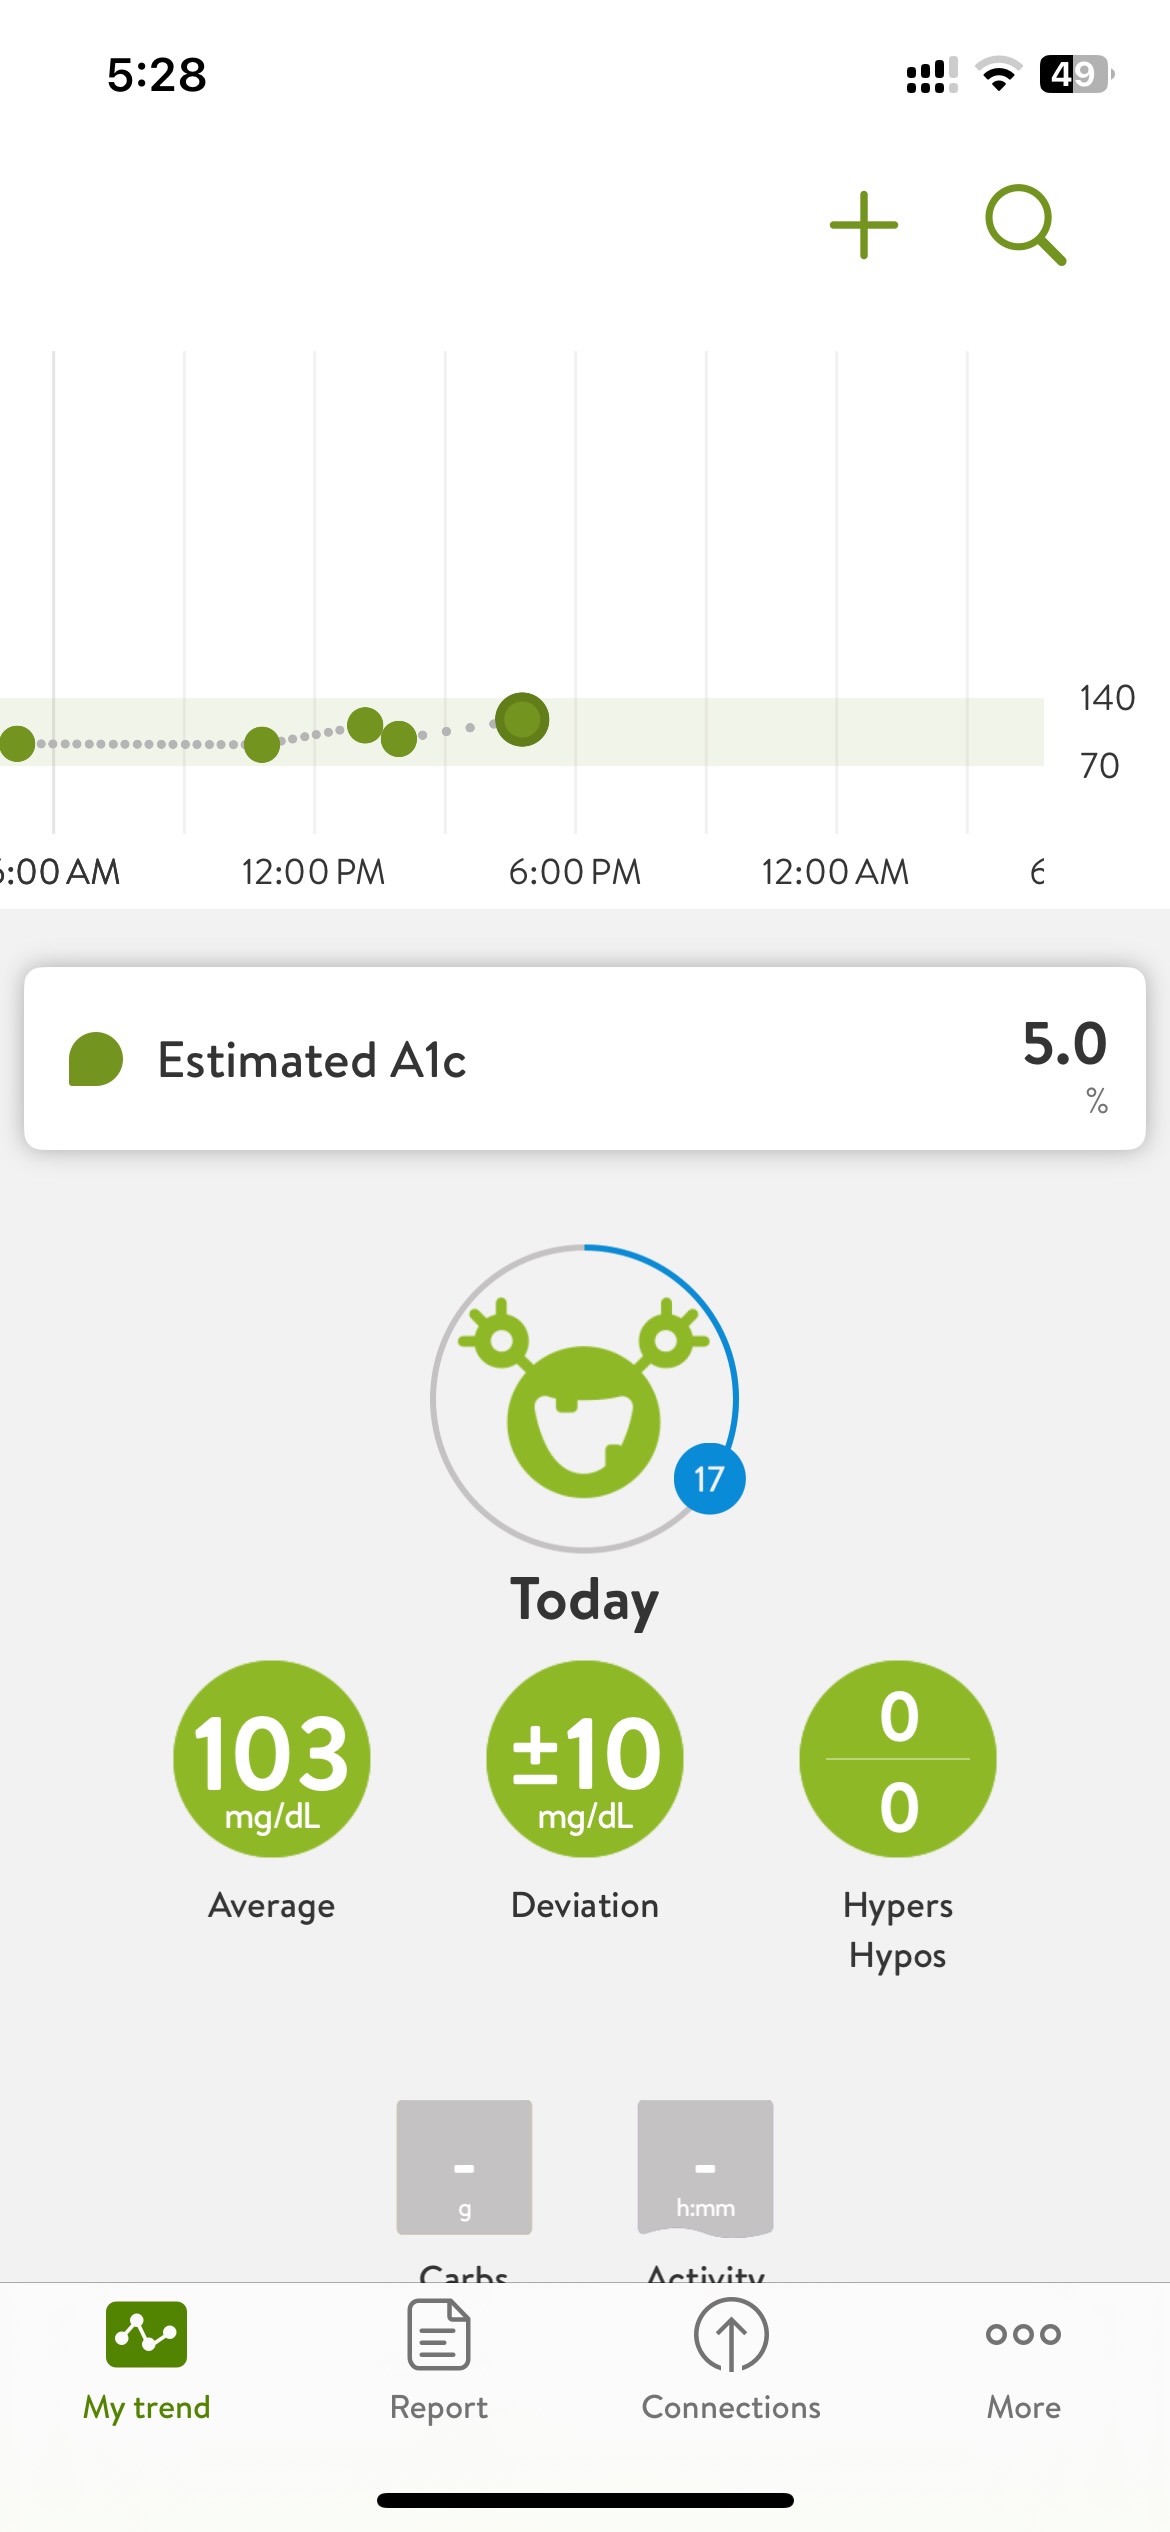 5:28
49
140
70
:00 AM
12:00 PM
6:00 PM
12:00 AM
6
Estimated A1c
5.0
%
17
Today
103
mg/dL
±10
mg/dL
0
0
Average
Deviation
Hypers
Hypos
-
g
-
h:mm
Carbs
Activity
My trend
Report
Connections
More